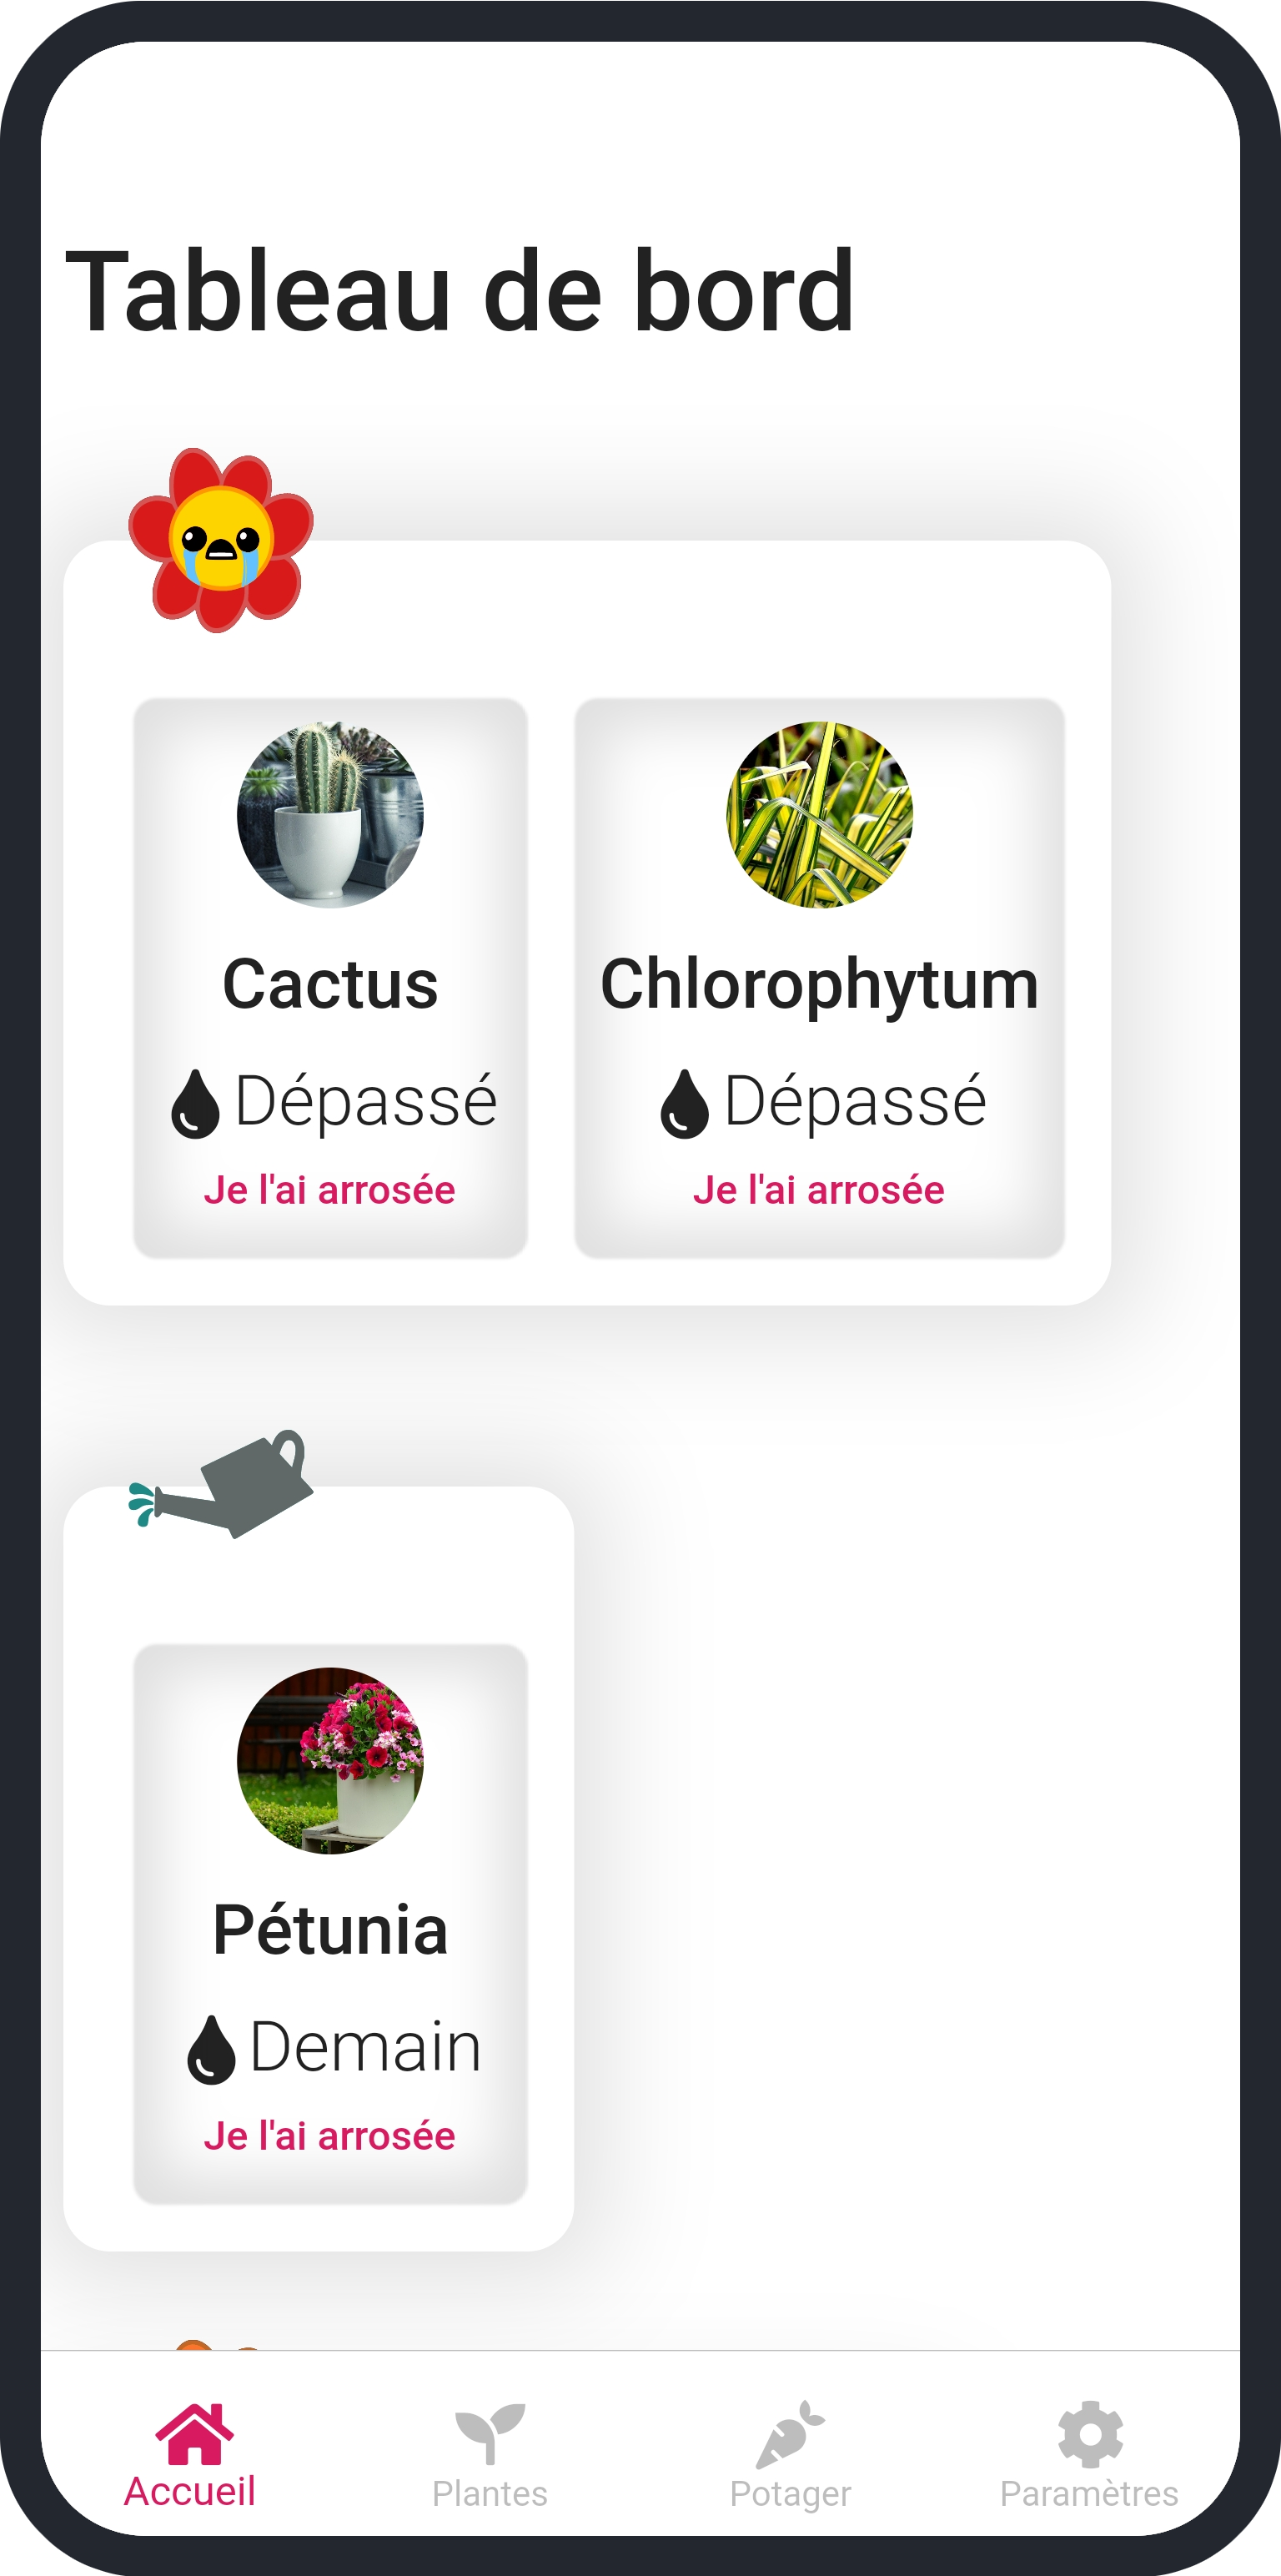 Tableau de bord
Cactus
Chlorophytum
Dépassé
Dépassé
Je l'ai arrosée
Je l'ai arrosée
Pétunia
Demain
Je l'ai arrosée
Accueil
Plantes
Potager
Paramètres